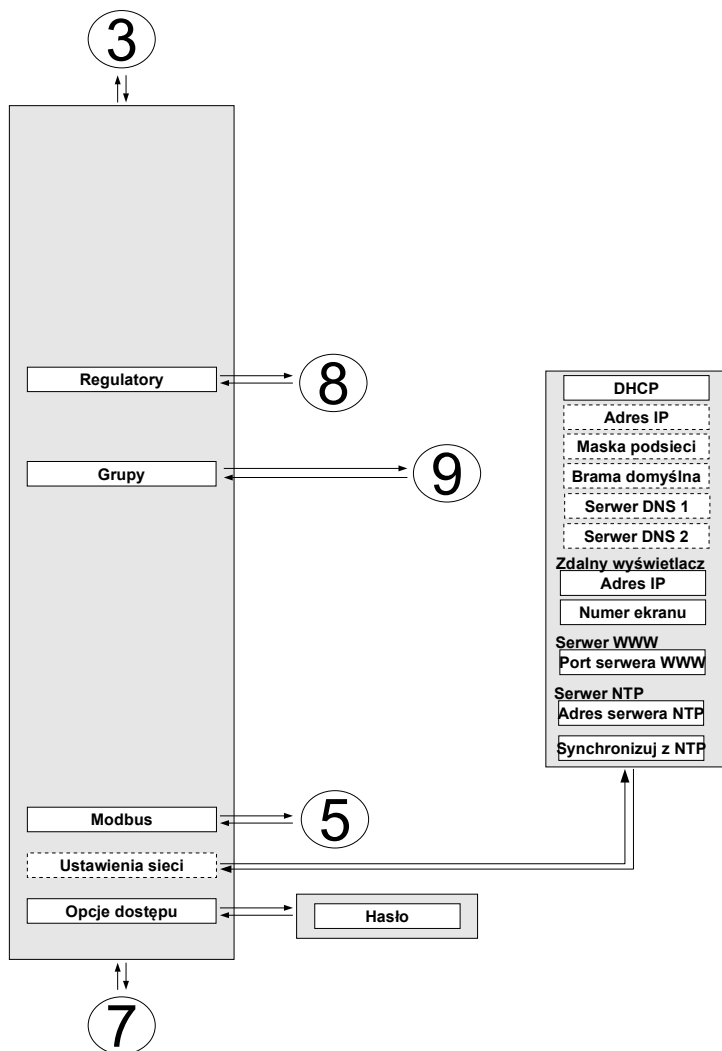 3
Regulatory
8
Grupy
9
DHCP
Adres IP
Maska podsieci
Brama domyślna
Serwer DNS 1
Serwer DNS 2
Zdalny wyświetlacz
Adres IP
Numer ekranu
Serwer WWW
Port serwera WWW
Serwer NTP
Adres serwera NTP
Synchronizuj z NTP
Modbus
5
Ustawienia sieci
Opcje dostępu
Hasło
7